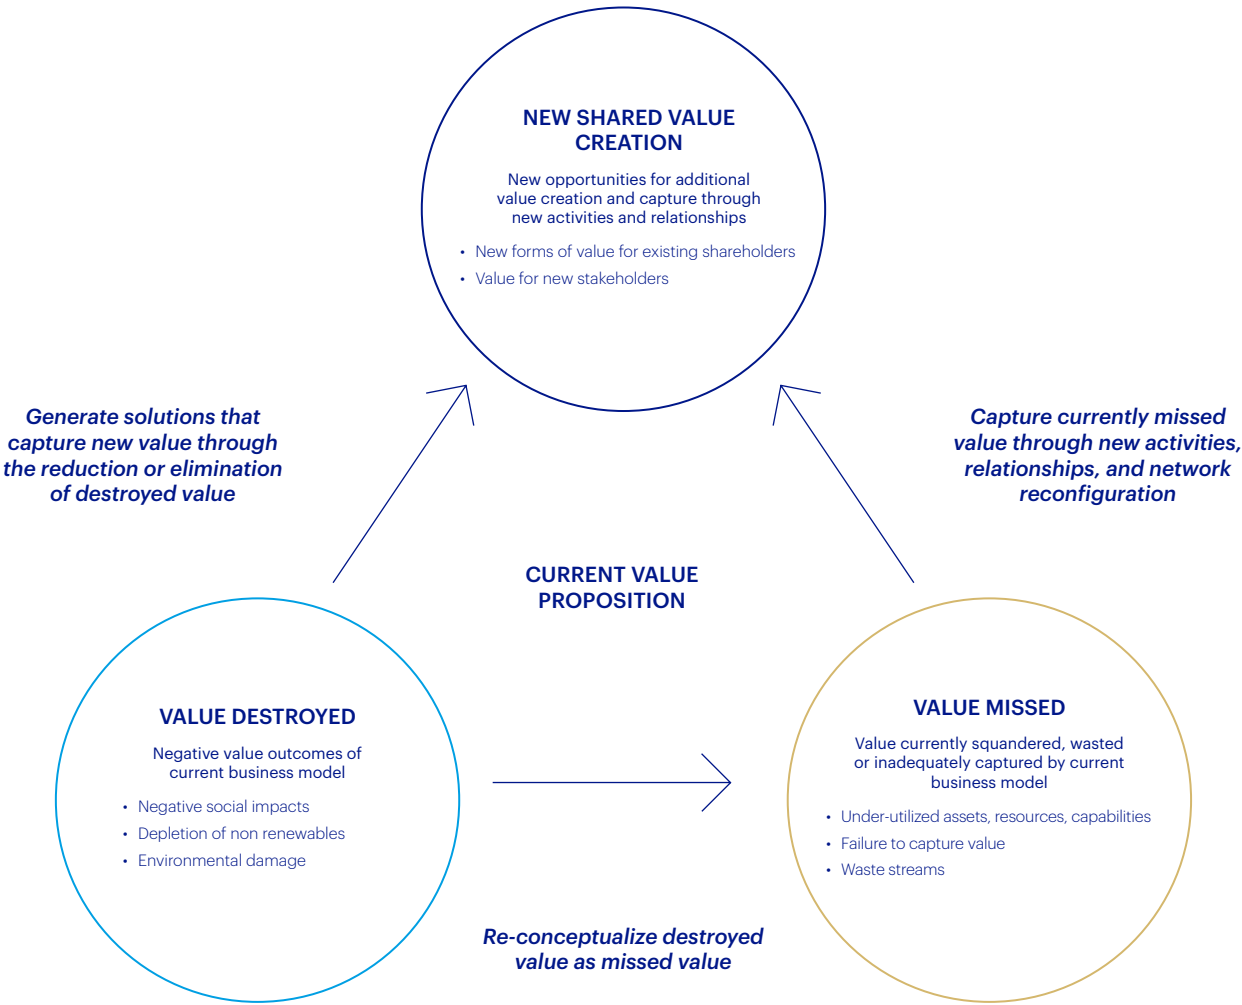 NEW SHARED VALUE
CREATION
New opportunities for additional
value creation and capture through
new activities and relationships
• New forms of value for existing shareholders
• Value for new stakeholders
Generate solutions that
capture new value through
the reduction or elimination
of destroyed value
Capture currently missed
value through new activities,
relationships, and network
reconfiguration
CURRENT VALUE
PROPOSITION
VALUE DESTROYED
Negative value outcomes of
current business model
• Negative social impacts
• Depletion of non renewables
• Environmental damage
VALUE MISSED
Value currently squandered, wasted
or inadequately captured by current
business model
• Under-utilized assets, resources, capabilities
• Failure to capture value
• Waste streams
Re-conceptualize destroyed
value as missed value